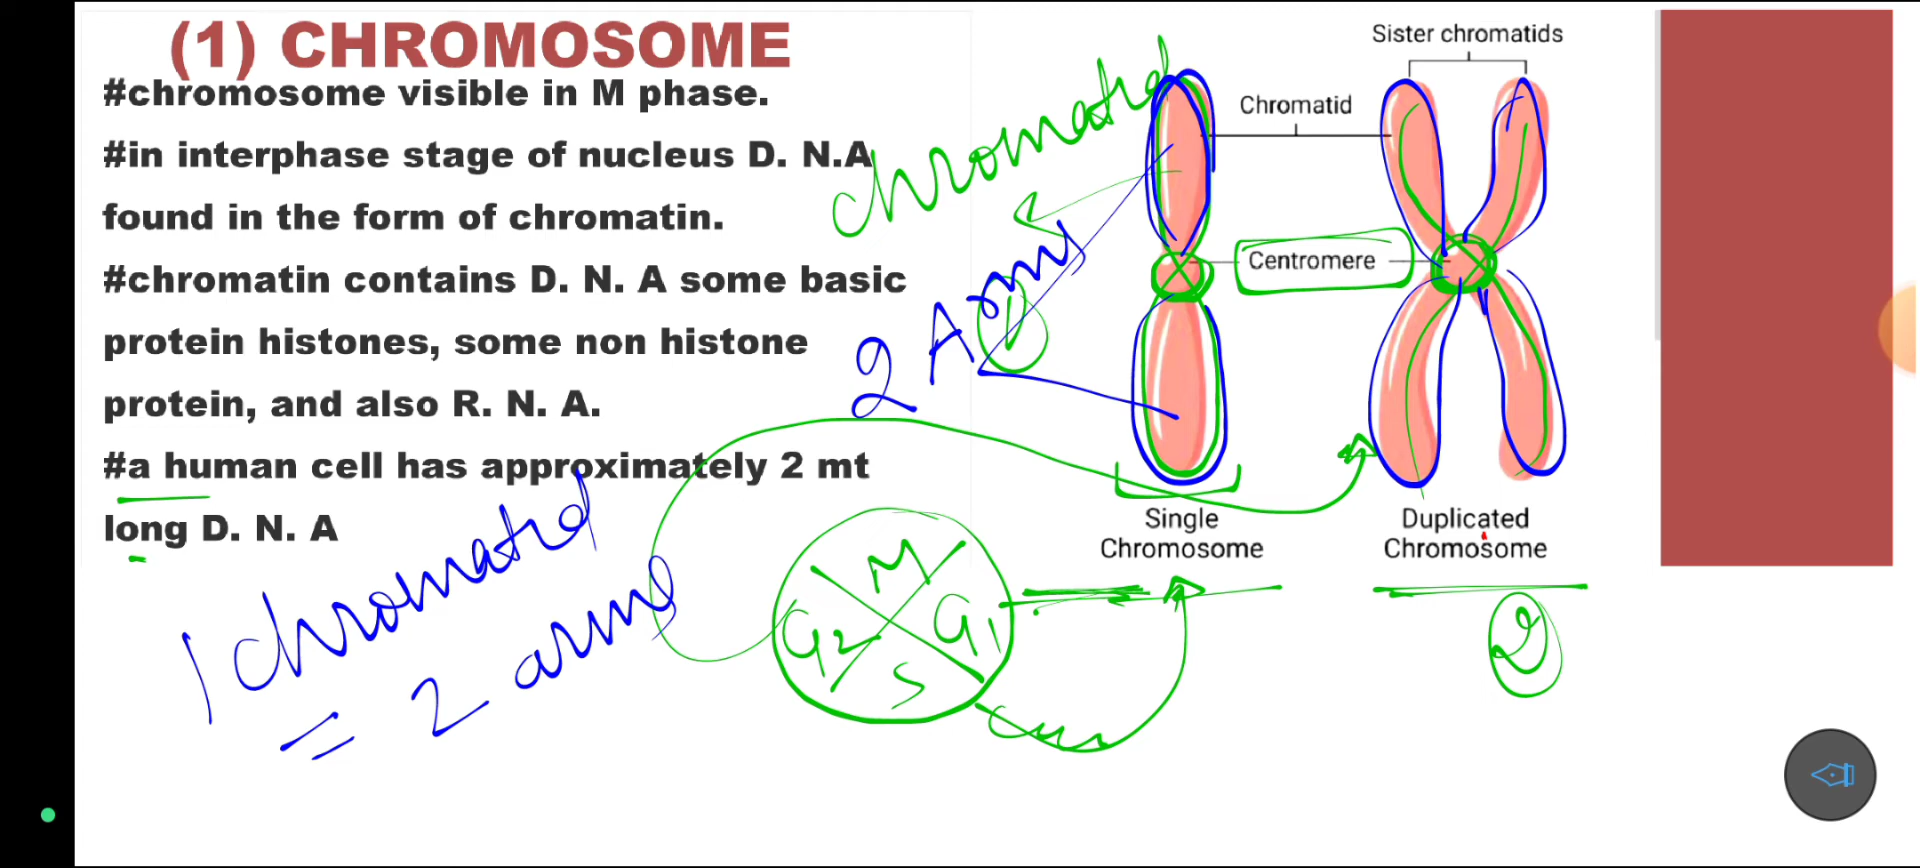 (1) CHROMOSOME
#chromosome visible in M phase.
#in interphase stage of nucleus D. N.A
found in the form of chromatin.
#chromatin contains D. N. A some basic
protein histones, some non histone
protein, and also R. N. A.
#a human cell has approximately 2 mt
long D. N. A
chromatid
2 Arms
1
Sister chromatids
Chromatid
Centromere
Single
Chromosome
Duplicated
Chromosome
2
1 chromatid
= 2 arms
M
G2
G1
S